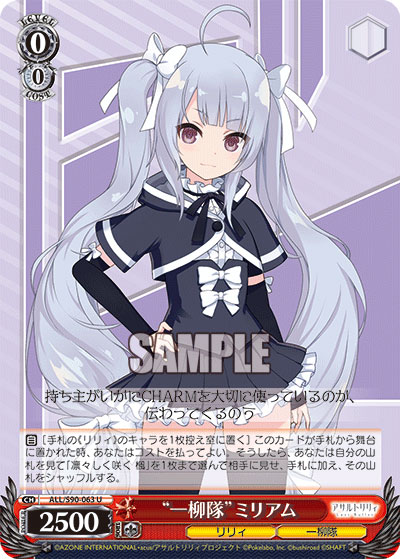 LEVEL
0
0
COST
SAMPLE
持ち主がいかにCHARMを大切に使っているのが、
伝わってくるのう?
自 [手札の《リリィ》のキャラを1枚控え室に置く] このカードが手札から舞台
に置かれた時、あなたはコストを払ってよい。そうしたら、あなたは自分の山
札を見て「凛々しく咲く 楓」を1枚まで選んで相手に見せ、手札に加え、その山
札をシャッフルする。
CH
ALL/S90-063 U
2500
“一柳隊”ミリアム
アサルトリリィ
リリィ
一柳隊
©AZONE INTERNATIONAL・acus/アサルトリリィプロジェクト ©Pokelabo, Inc. ©bushiroad/S ©SHAFT